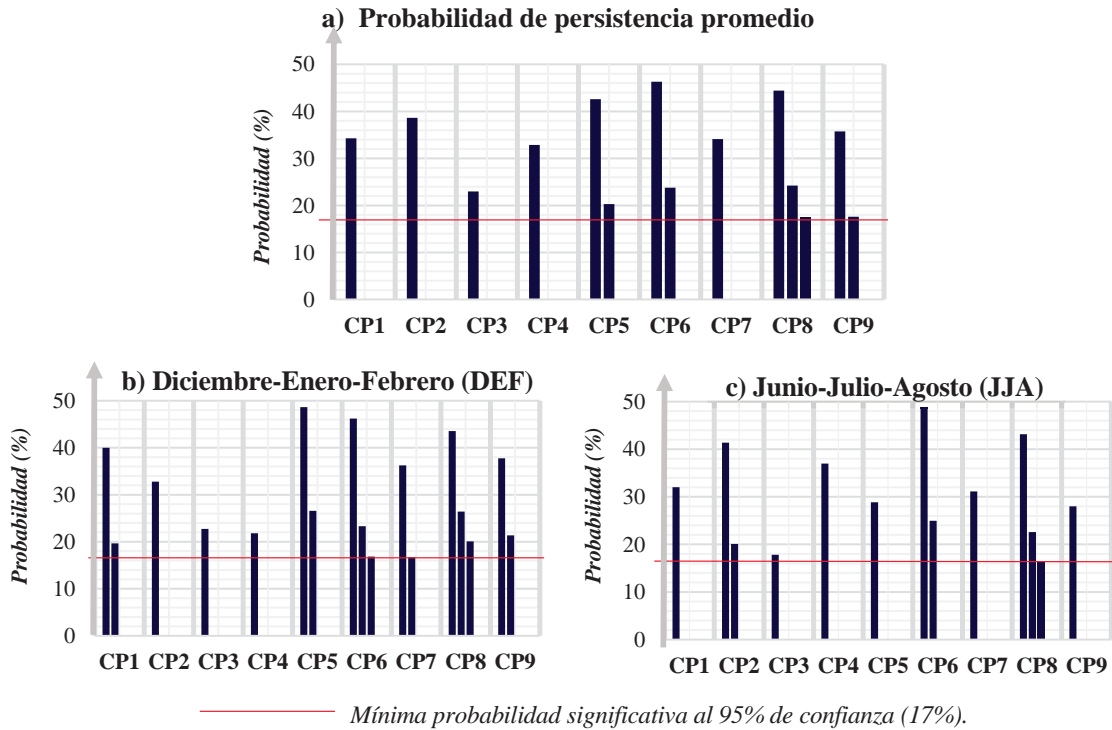 a) Probabilidad de persistencia promedio
Probabilidad (%)
50
40
30
20
10
0
CP1 CP2 CP3 CP4 CP5 CP6 CP7 CP8 CP9
b) Diciembre-Enero-Febrero (DEF)
Probabilidad (%)
50
40
30
20
10
0
CP1 CP2 CP3 CP4 CP5 CP6 CP7 CP8 CP9
c) Junio-Julio-Agosto (JJA)
Probabilidad (%)
50
40
30
20
10
0
CP1 CP2 CP3 CP4 CP5 CP6 CP7 CP8 CP9
Mínima probabilidad significativa al 95% de confianza (17%).